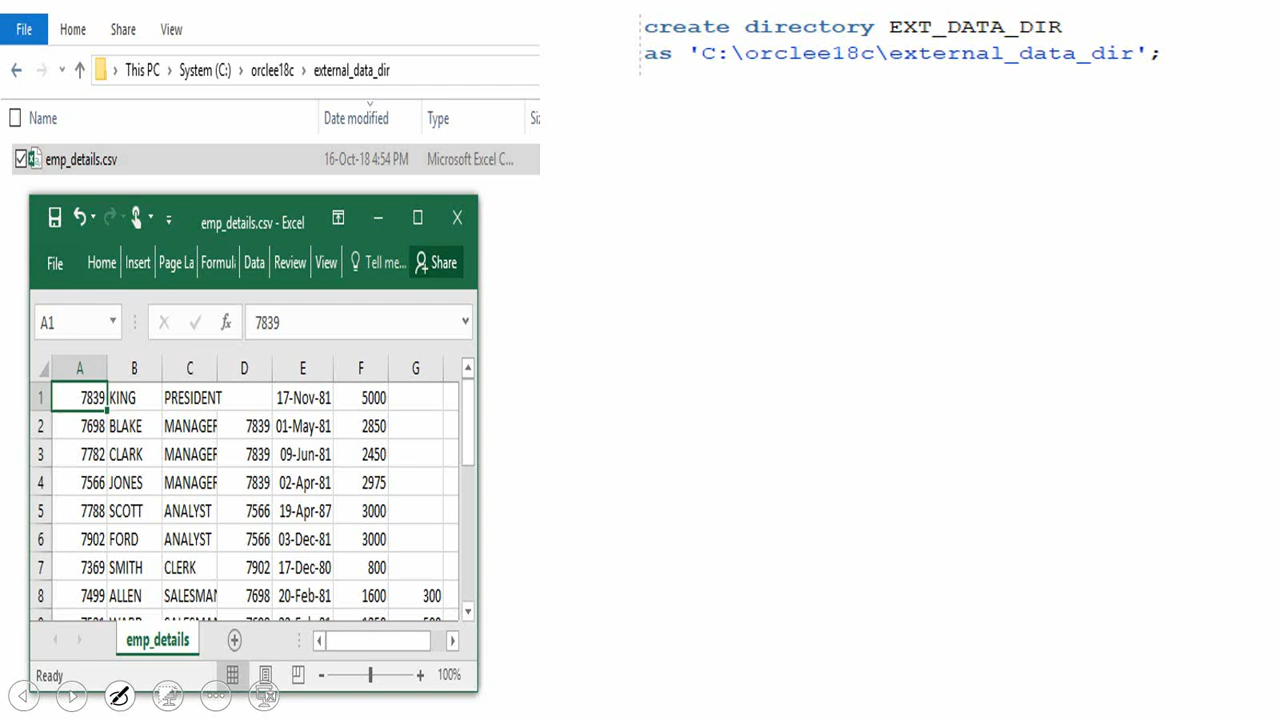 File Home Share View
This PC System (C:) orclee18c external_data_dir
Name Date modified Type
emp_details.csv 16-Oct-18 4:54 PM Microsoft Excel C...
emp_details.csv - Excel
File Home Insert Page La Formul Data Review View Tell me... Share
A1 fx 7839
A B C D E F G
1 7839 KING PRESIDENT 17-Nov-81 5000
2 7698 BLAKE MANAGER 7839 01-May-81 2850
3 7782 CLARK MANAGER 7839 09-Jun-81 2450
4 7566 JONES MANAGER 7839 02-Apr-81 2975
5 7788 SCOTT ANALYST 7566 19-Apr-87 3000
6 7902 FORD ANALYST 7566 03-Dec-81 3000
7 7369 SMITH CLERK 7902 17-Dec-80 800
8 7499 ALLEN SALESMAN 7698 20-Feb-81 1600 300
emp_details
Ready 100%
create directory EXT_DATA_DIR
as 'C:\orclee18c\external_data_dir';